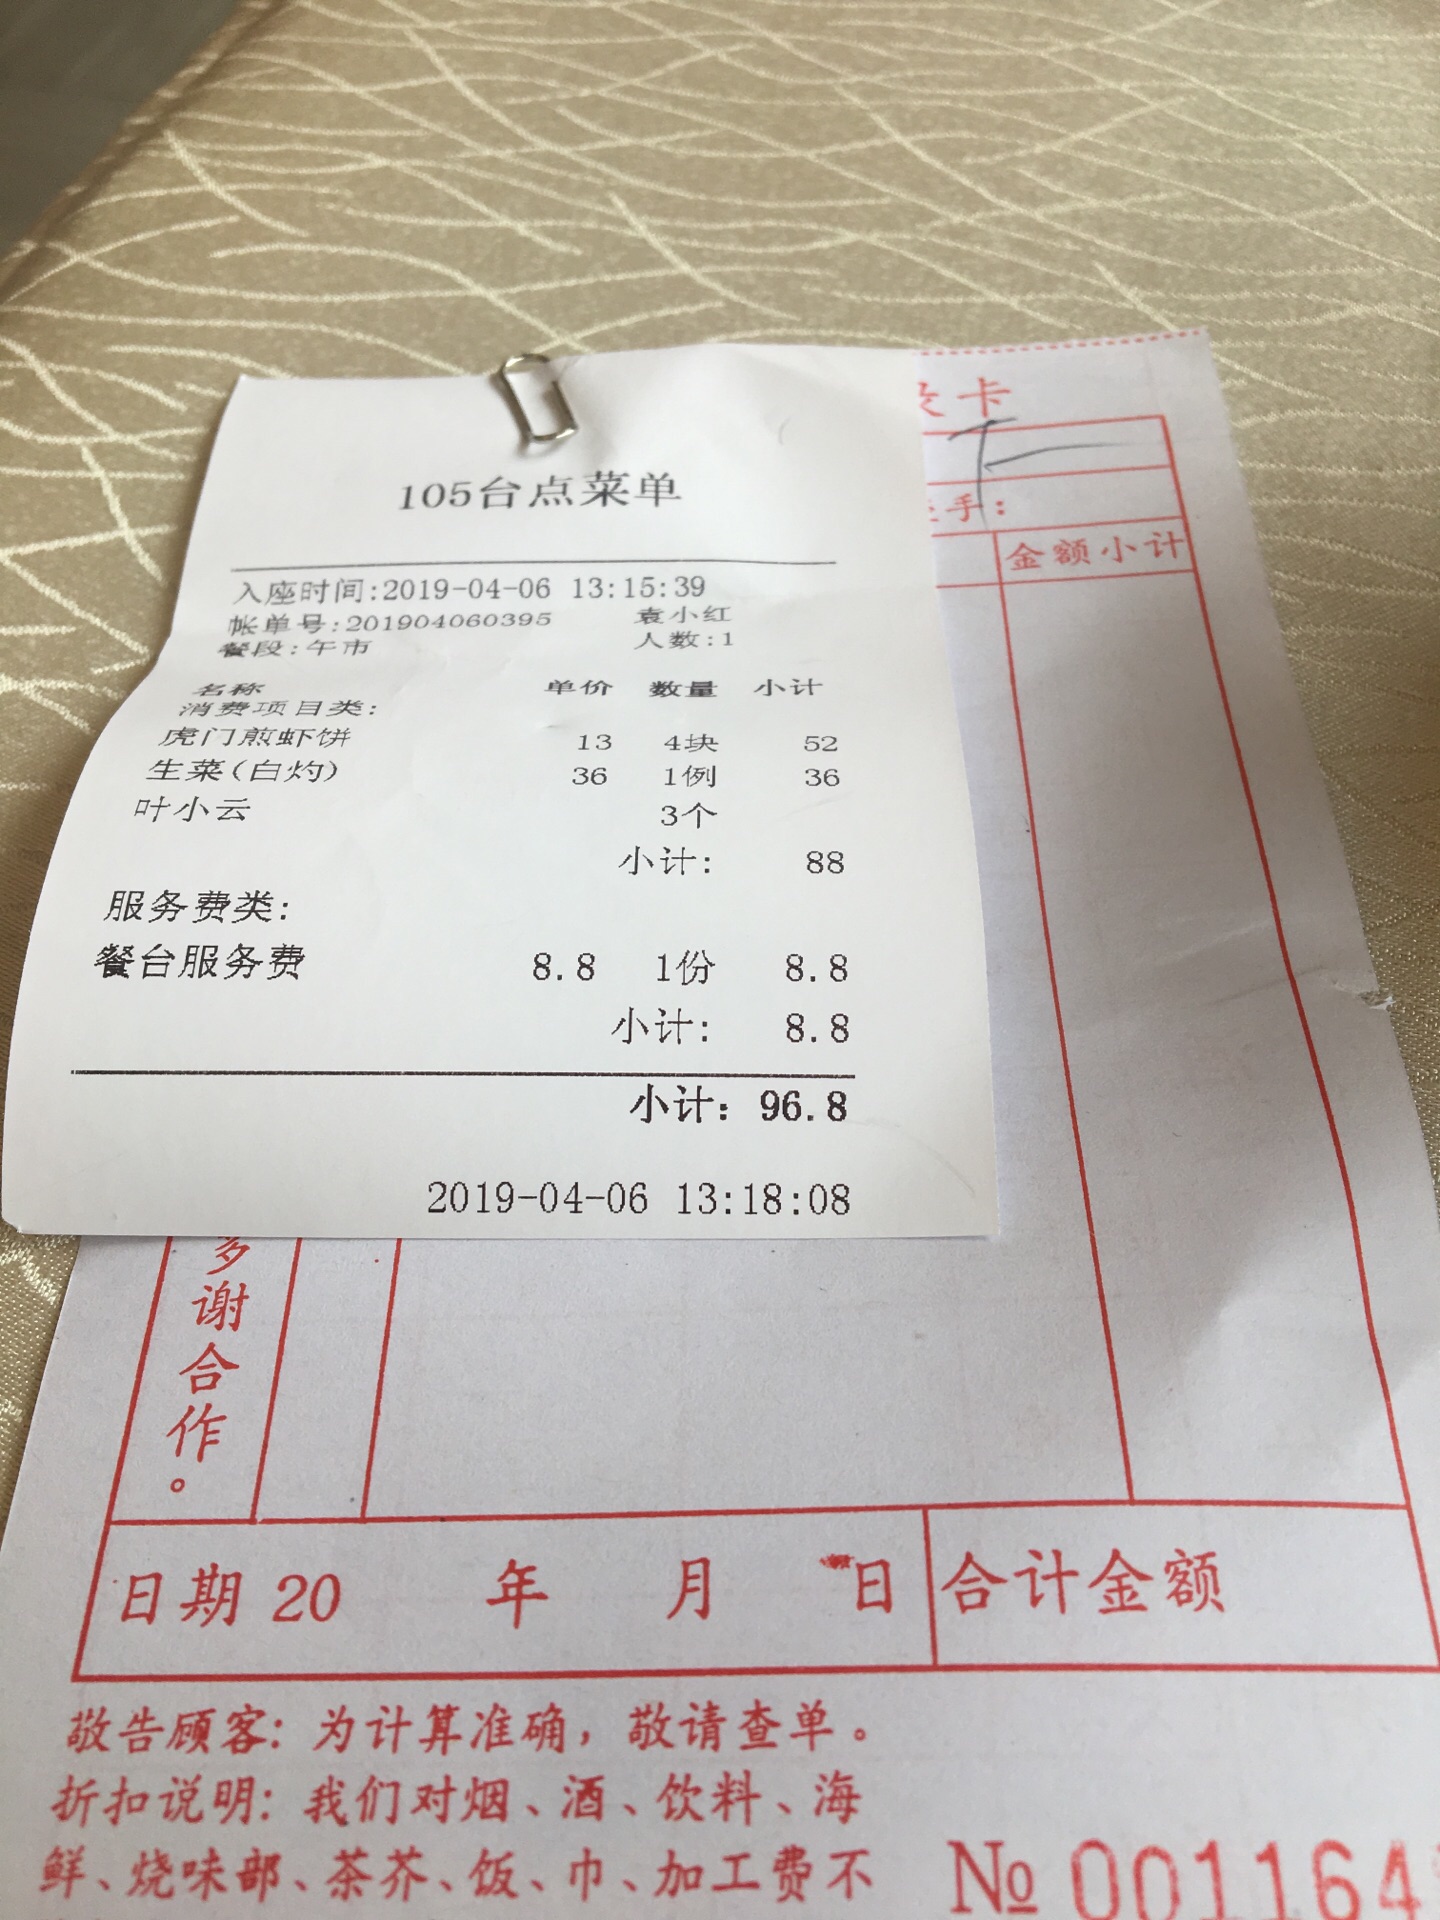 105台点菜单
入座时间:2019-04-06 13:15:39
帐单号:201904060395 袁小红
餐段:午市 人数:1
名称 单价 数量 小计
消费项目类:
虎门煎虾饼 13 4块 52
生菜(白灼) 36 1例 36
叶小云 3个
小计: 88
服务费类:
餐台服务费 8.8 1份 8.8
小计: 8.8
小计: 96.8
2019-04-06 13:18:08
卡
手:
金额小计
多谢合作。
日期 20 年 月 日 合计金额
敬告顾客: 为计算准确, 敬请查单。
折扣说明: 我们对烟、酒、饮料、海
鲜、烧味部、茶芥、饭、巾、加工费不
№ 001164